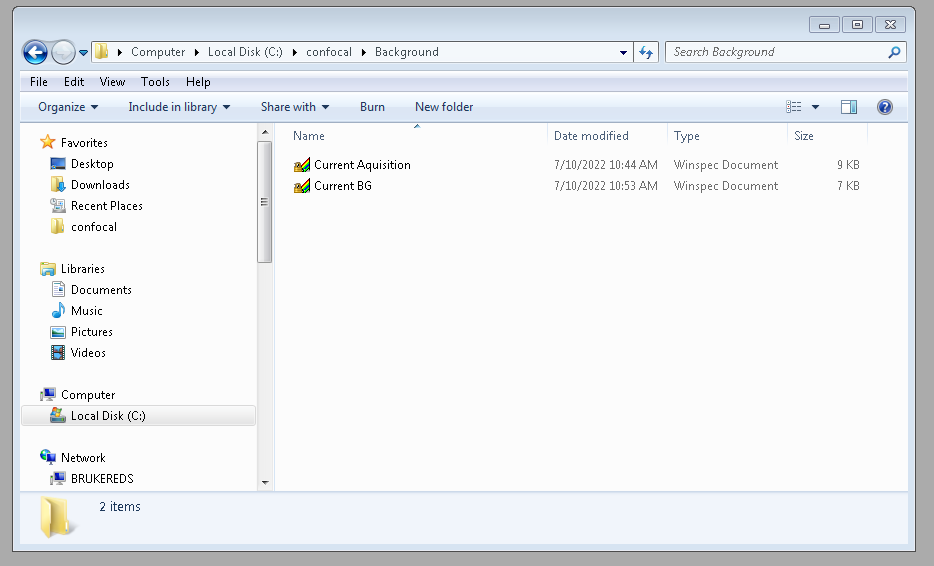 Computer Local Disk (C:) confocal Background Search Background
File Edit View Tools Help
Organize Include in library Share with Burn New folder
Name Date modified Type Size
Current Aquisition 7/10/2022 10:44 AM Winspec Document 9 KB
Current BG 7/10/2022 10:53 AM Winspec Document 7 KB
Favorites
Desktop
Downloads
Recent Places
confocal
Libraries
Documents
Music
Pictures
Videos
Computer
Local Disk (C:)
Network
BRUKEREDS
2 items